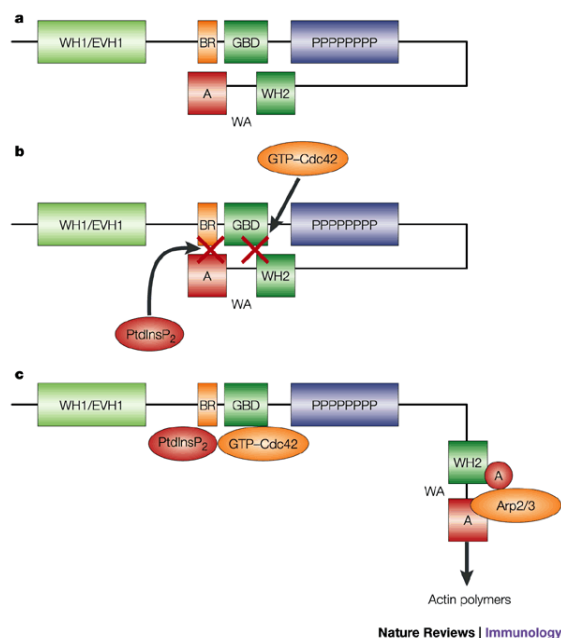 a
WH1/EVH1 BR GBD PPPPPPPP
A WH2
WA
b
GTP–Cdc42
WH1/EVH1 BR GBD PPPPPPPP
A WH2
WA
PtdInsP2
c
WH1/EVH1 BR GBD PPPPPPPP
PtdInsP2 GTP–Cdc42
WH2 A
WA
Arp2/3
A
Actin polymers
Nature Reviews | Immunology